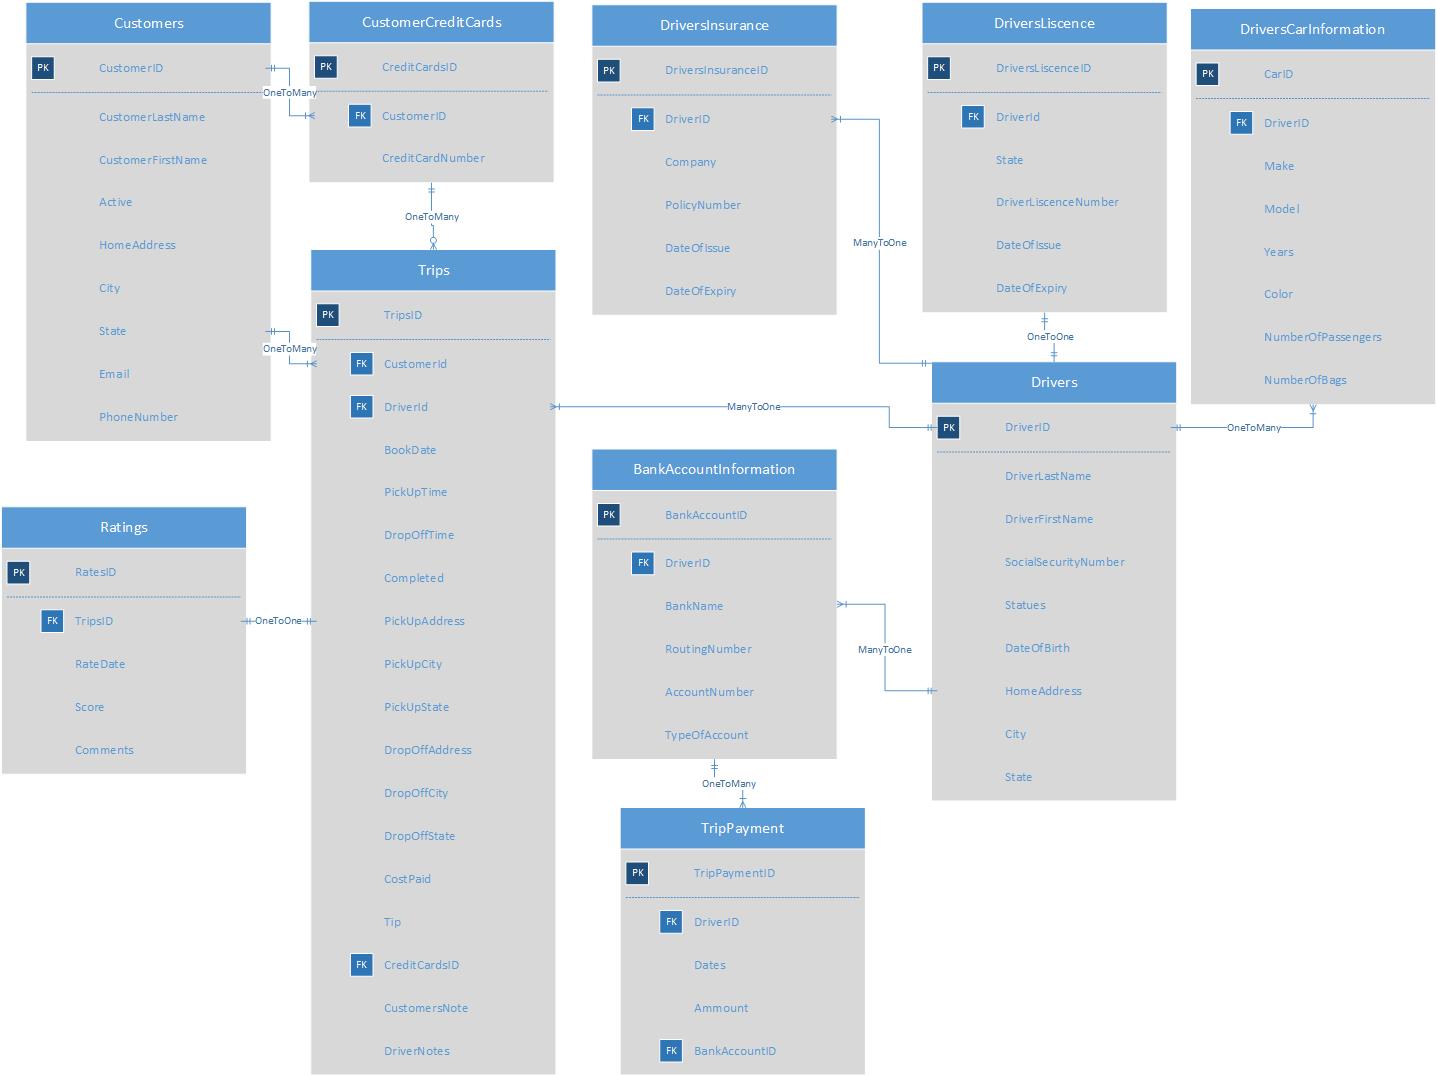 Customers
PK CustomerID
CustomerLastName
CustomerFirstName
Active
HomeAddress
City
State
Email
PhoneNumber
OneToMany
OneToMany
CustomerCreditCards
PK CreditCardsID
FK CustomerID
CreditCardNumber
OneToMany
Trips
PK TripsID
FK CustomerId
FK DriverId
BookDate
PickUpTime
DropOffTime
Completed
PickUpAddress
PickUpCity
PickUpState
DropOffAddress
DropOffCity
DropOffState
CostPaid
Tip
FK CreditCardsID
CustomersNote
DriverNotes
Ratings
PK RatesID
FK TripsID
RateDate
Score
Comments
OneToOne
DriversInsurance
PK DriversInsuranceID
FK DriverID
Company
PolicyNumber
DateOfIssue
DateOfExpiry
ManyToOne
DriversLiscence
PK DriversLiscenceID
FK DriverId
State
DriverLiscenceNumber
DateOfIssue
DateOfExpiry
OneToOne
DriversCarInformation
PK CarID
FK DriverID
Make
Model
Years
Color
NumberOfPassengers
NumberOfBags
OneToMany
ManyToOne
Drivers
PK DriverID
DriverLastName
DriverFirstName
SocialSecurityNumber
Statues
DateOfBirth
HomeAddress
City
State
BankAccountInformation
PK BankAccountID
FK DriverID
BankName
RoutingNumber
AccountNumber
TypeOfAccount
ManyToOne
OneToMany
TripPayment
PK TripPaymentID
FK DriverID
Dates
Ammount
FK BankAccountID